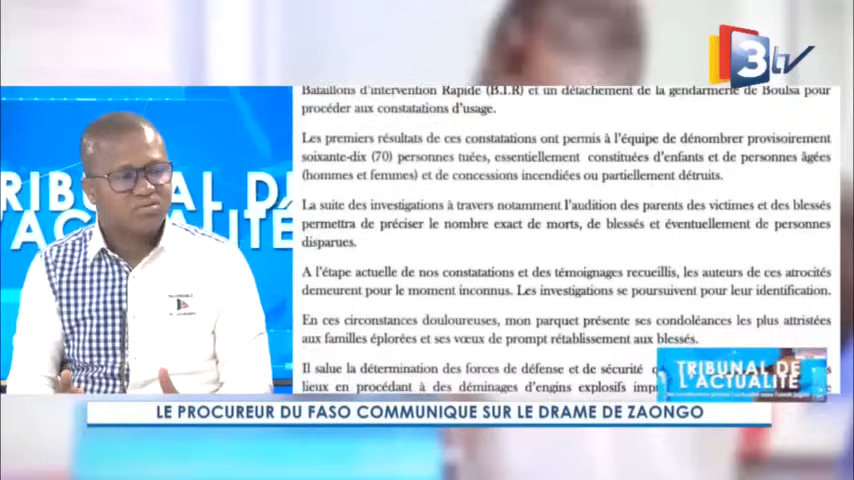 3tv
TRIBUNAL DE
L'ACTUALITÉ
Bataillons d'intervention Rapide (B.I.R) et un détachement de la gendarmerie de Boulsa pour
procéder aux constatations d'usage.
Les premiers résultats de ces constatations ont permis à l'équipe de dénombrer provisoirement
soixante-dix (70) personnes tuées, essentiellement constituées d'enfants et de personnes âgées
(hommes et femmes) et de concessions incendiées ou partiellement détruits.
La suite des investigations à travers notamment l'audition des parents des victimes et des blessés
permettra de préciser le nombre exact de morts, de blessés et éventuellement de personnes
disparues.
A l'étape actuelle de nos constatations et des témoignages recueillis, les auteurs de ces atrocités
demeurent pour le moment inconnus. Les investigations se poursuivent pour leur identification.
En ces circonstances douloureuses, mon parquet présente ses condoléances les plus attristées
aux familles éplorées et ses vœux de prompt rétablissement aux blessés.
Il salue la détermination des forces de défense et de sécurité
lieux en procédant à des déminages d'engins explosifs
TRIBUNAL DE
L'ACTUALITÉ
LE PROCUREUR DU FASO COMMUNIQUE SUR LE DRAME DE ZAONGO